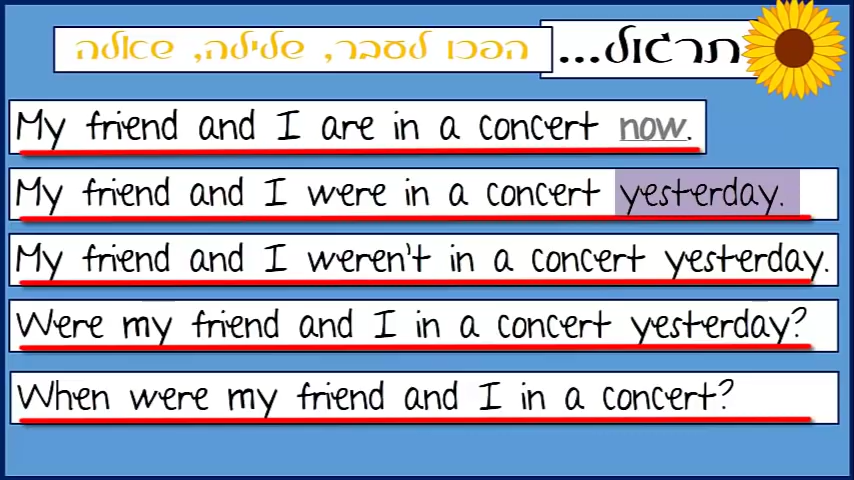 תרגול...
הפכו לעבר, שלילה, שאלה
My friend and I are in a concert now.
My friend and I were in a concert yesterday.
My friend and I weren't in a concert yesterday.
Were my friend and I in a concert yesterday?
When were my friend and I in a concert?